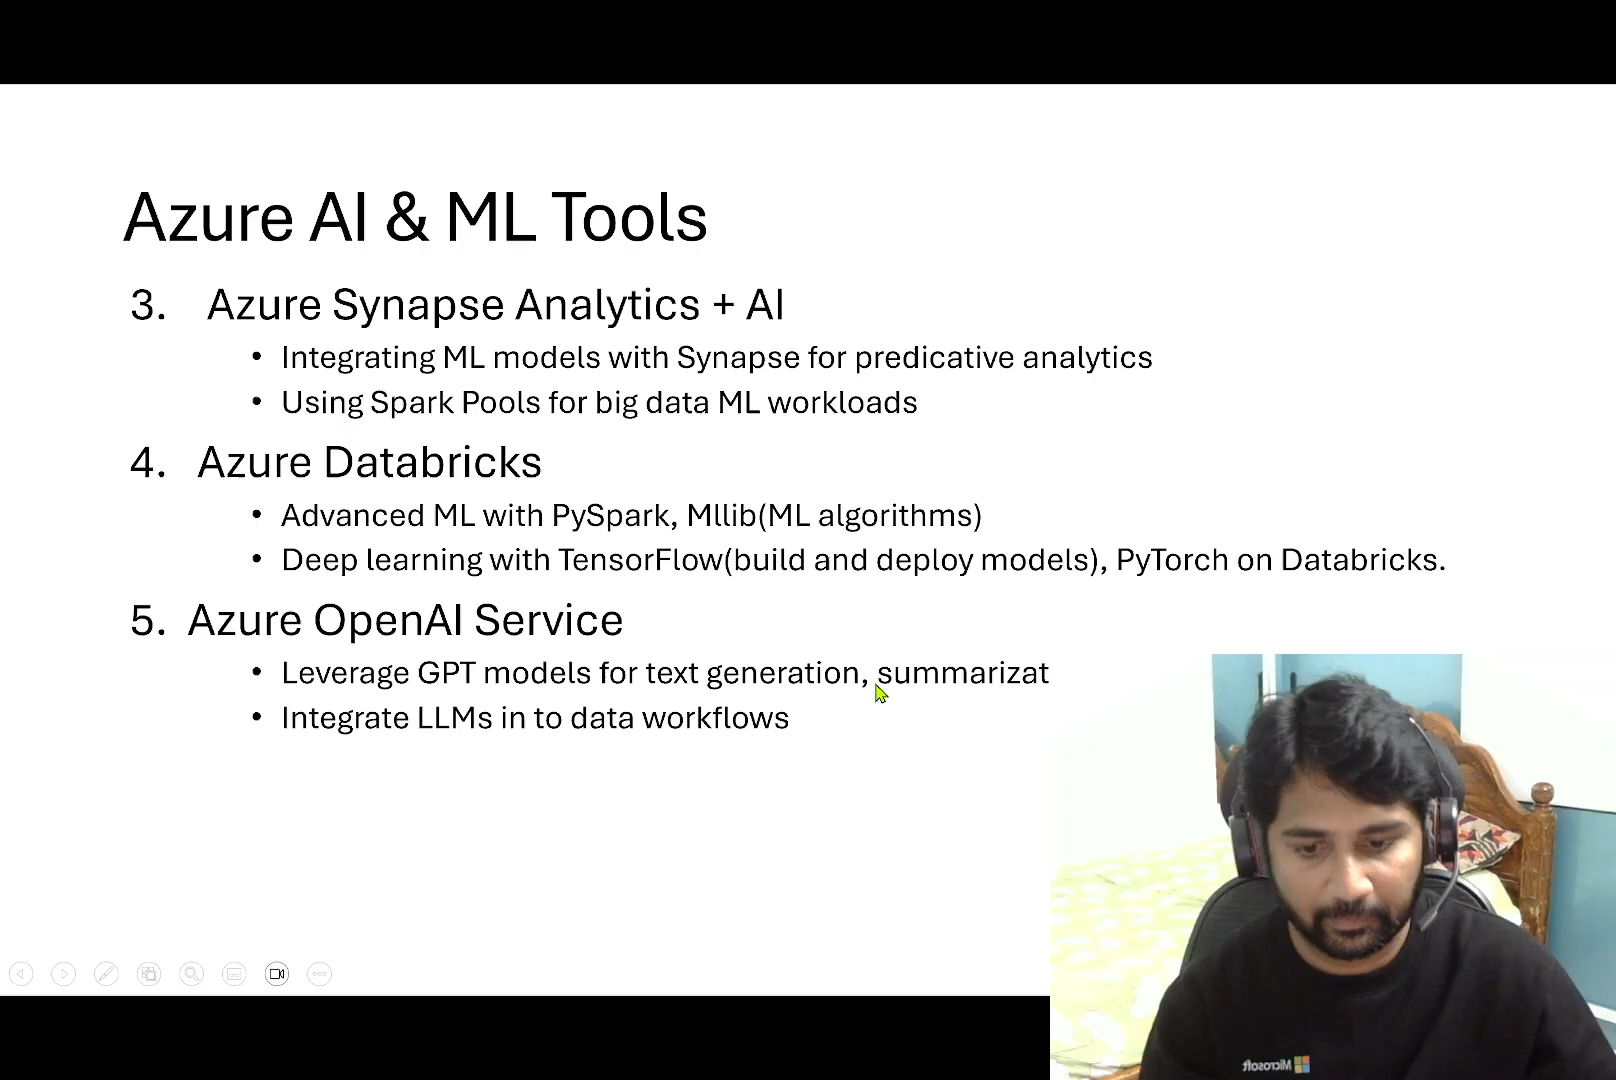 Azure AI & ML Tools
3. Azure Synapse Analytics + AI
• Integrating ML models with Synapse for predicative analytics
• Using Spark Pools for big data ML workloads
4. Azure Databricks
• Advanced ML with PySpark, Mllib(ML algorithms)
• Deep learning with TensorFlow(build and deploy models), PyTorch on Databricks.
5. Azure OpenAI Service
• Leverage GPT models for text generation, summarizat
• Integrate LLMs in to data workflows
Microsoft